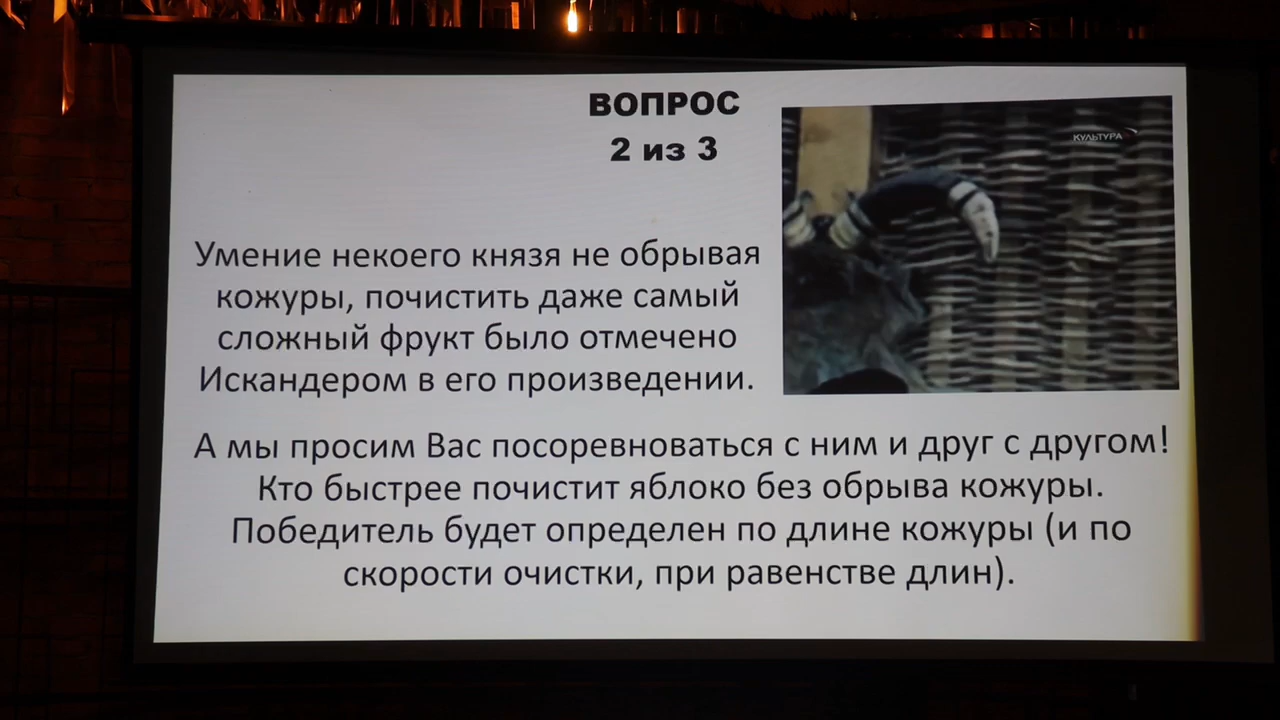 ВОПРОС
2 из 3
КУЛЬТУРА
Умение некоего князя не обрывая
кожуры, почистить даже самый
сложный фрукт было отмечено
Искандером в его произведении.
А мы просим Вас посоревноваться с ним и друг с другом!
Кто быстрее почистит яблоко без обрыва кожуры.
Победитель будет определен по длине кожуры (и по
скорости очистки, при равенстве длин).